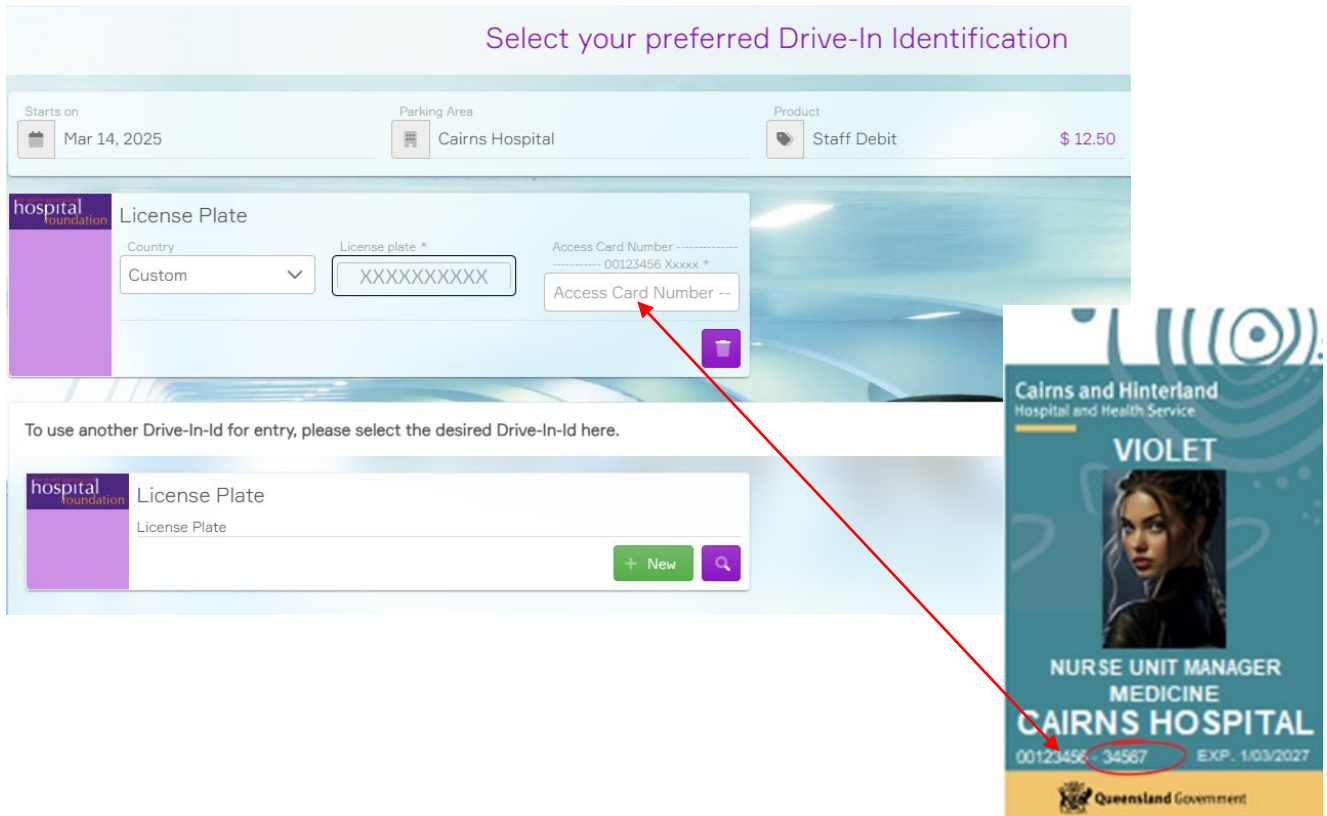 Select your preferred Drive-In Identification
Starts on
Mar 14, 2025
Parking Area
Cairns Hospital
Product
Staff Debit
$ 12.50
hospital
foundation
License Plate
Country
Custom
License plate *
XXXXXXXXXX
Access Card Number --------------
----------- 00123456 Xxxxx *
Access Card Number --
To use another Drive-In-Id for entry, please select the desired Drive-In-Id here.
hospital
foundation
License Plate
License Plate
+ New
Cairns and Hinterland
Hospital and Health Service
VIOLET
NURSE UNIT MANAGER
MEDICINE
CAIRNS HOSPITAL
00123456 - 34567 EXP. 1/03/2027
Queensland Government